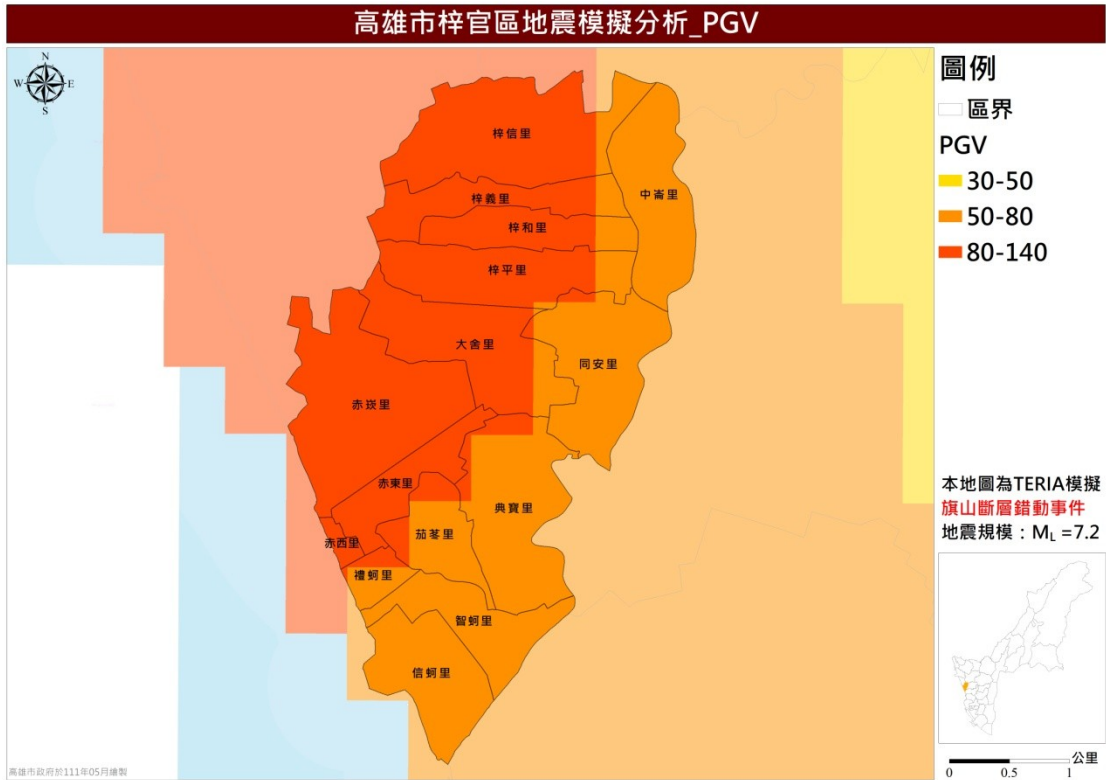 高雄市梓官區地震模擬分析_PGV
N
W
E
S
圖例
區界
PGV
30-50
50-80
80-140
梓信里
中崙里
梓義里
梓和里
梓平里
大舍里
同安里
赤崁里
赤東里
典寶里
茄苳里
赤西里
禮蚵里
智蚵里
信蚵里
本地圖為TERIA模擬
旗山斷層錯動事件
地震規模：ML =7.2
公里
0 0.5 1
高雄市政府於111年05月繪製